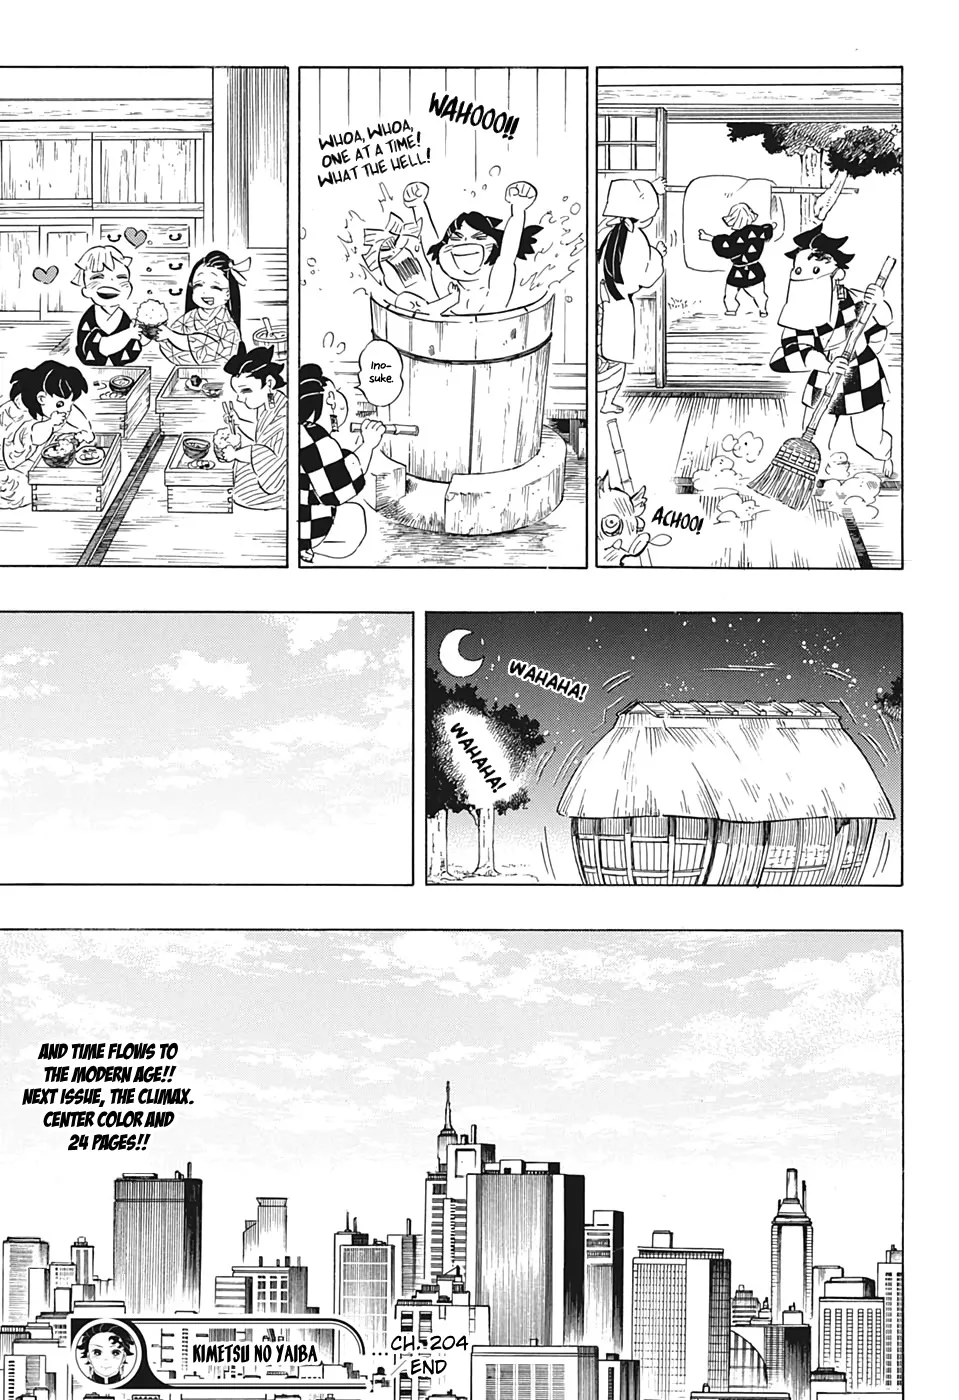 ACHOO!
WAHOOO!!
WHOA, WHOA,
ONE AT A TIME!
WHAT THE HELL!
Ino-
suke.
WAHAHA!
WAHAHA!
AND TIME FLOWS TO
THE MODERN AGE!!
NEXT ISSUE, THE CLIMAX.
CENTER COLOR AND
24 PAGES!!
KIMETSU NO YAIBA
... CH. 204
END